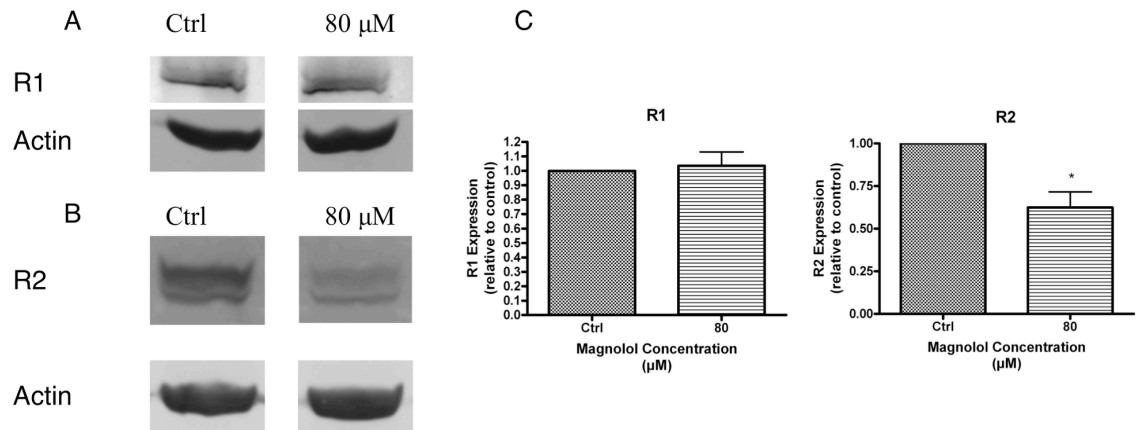 A
Ctrl 80 μM
R1
Actin
B
Ctrl 80 μM
R2
Actin
C
R1
1.2
1.1
1.0
0.9
0.8
0.7
0.6
0.5
0.4
0.3
0.2
0.1
0.0
R1 Expression
(relative to control)
Ctrl 80
Magnolol Concentration
(μM)
R2
1.00
0.75
0.50
0.25
0.00
R2 Expression
(relative to control)
*
Ctrl 80
Magnolol Concentration
(μM)